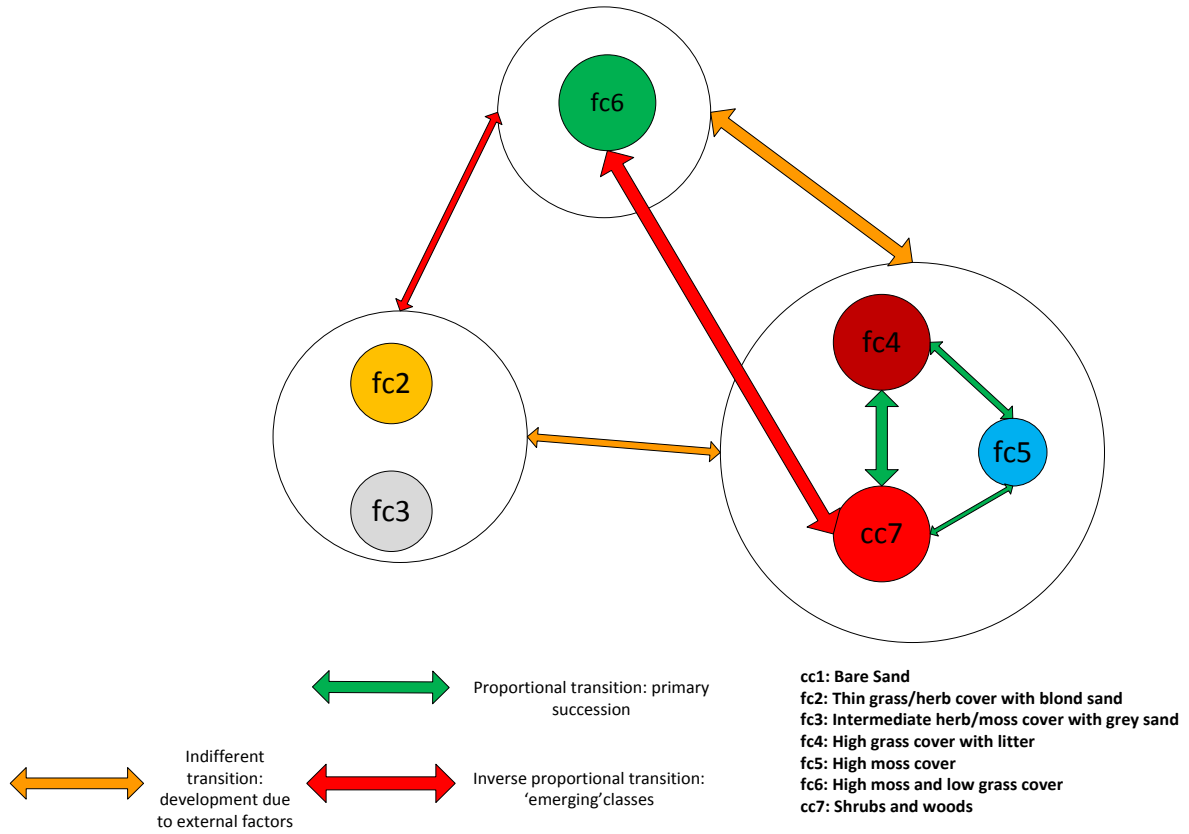 fc6
fc4
fc2
fc5
fc3
cc7
Proportional transition: primary
succession
Indifferent
transition:
development due
to external factors
Inverse proportional transition:
‘emerging’classes
cc1: Bare Sand
fc2: Thin grass/herb cover with blond sand
fc3: Intermediate herb/moss cover with grey sand
fc4: High grass cover with litter
fc5: High moss cover
fc6: High moss and low grass cover
cc7: Shrubs and woods